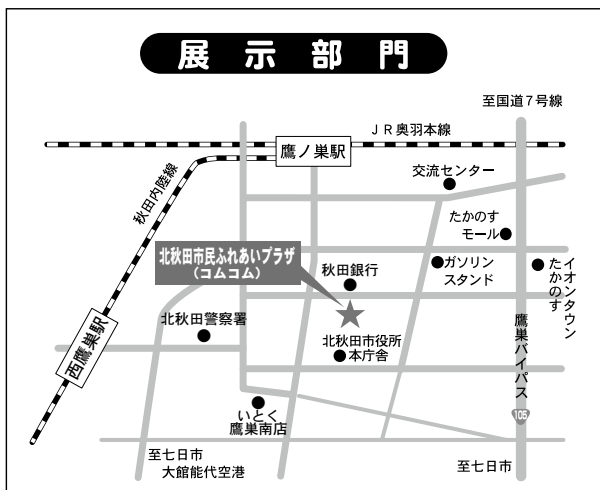 展示部門
至国道7号線
JR奥羽本線
鷹ノ巣駅
秋田内陸線
交流センター
たかのす
モール
北秋田市民ふれあいプラザ
(コムコム)
秋田銀行
ガソリン
スタンド
イオンタウン
たかのす
北秋田警察署
北秋田市役所
本庁舎
鷹巣バイパス
西鷹巣駅
いとく
鷹巣南店
105
至七日市
大館能代空港
至七日市